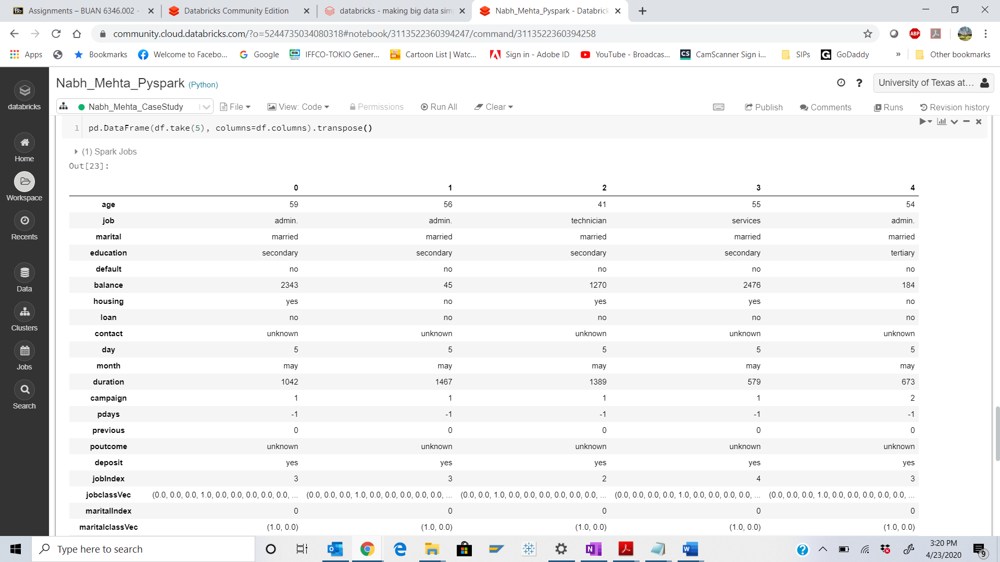 Assignments – BUAN 6346.002 -
Databricks Community Edition
databricks - making big data sim
Nabh_Mehta_Pyspark - Databrick
community.cloud.databricks.com/?o=5244735034080318#notebook/3113522360394247/command/3113522360394258
Apps
Bookmarks
Welcome to Facebo...
Google
IFFCO-TOKIO Gener...
Cartoon List | Watc...
Sign in - Adobe ID
YouTube - Broadcas...
CamScanner Sign i...
SIPs
GoDaddy
»
Other bookmarks
Nabh_Mehta_Pyspark (Python)
University of Texas at...
Nabh_Mehta_CaseStudy
File
View: Code
Permissions
Run All
Clear
Publish
Comments
Runs
Revision history
databricks
Home
Workspace
Recents
Data
Clusters
Jobs
Search
1 pd.DataFrame(df.take(5), columns=df.columns).transpose()
(1) Spark Jobs
Out[23]:
0 1 2 3 4
age 59 56 41 55 54
job admin. admin. technician services admin.
marital married married married married married
education secondary secondary secondary secondary tertiary
default no no no no no
balance 2343 45 1270 2476 184
housing yes no yes yes no
loan no no no no no
contact unknown unknown unknown unknown unknown
day 5 5 5 5 5
month may may may may may
duration 1042 1467 1389 579 673
campaign 1 1 1 1 2
pdays -1 -1 -1 -1 -1
previous 0 0 0 0 0
poutcome unknown unknown unknown unknown unknown
deposit yes yes yes yes yes
jobIndex 3 3 2 4 3
jobclassVec (0.0, 0.0, 0.0, 1.0, 0.0, 0.0, 0.0, 0.0, 0.0, ... (0.0, 0.0, 0.0, 1.0, 0.0, 0.0, 0.0, 0.0, 0.0, ... (0.0, 0.0, 1.0, 0.0, 0.0, 0.0, 0.0, 0.0, 0.0, ... (0.0, 0.0, 0.0, 0.0, 1.0, 0.0, 0.0, 0.0, 0.0, ... (0.0, 0.0, 0.0, 1.0, 0.0, 0.0, 0.0, 0.0, 0.0, ...
maritalIndex 0 0 0 0 0
maritalclassVec (1.0, 0.0) (1.0, 0.0) (1.0, 0.0) (1.0, 0.0) (1.0, 0.0)
Type here to search
3:20 PM
4/23/2020
9